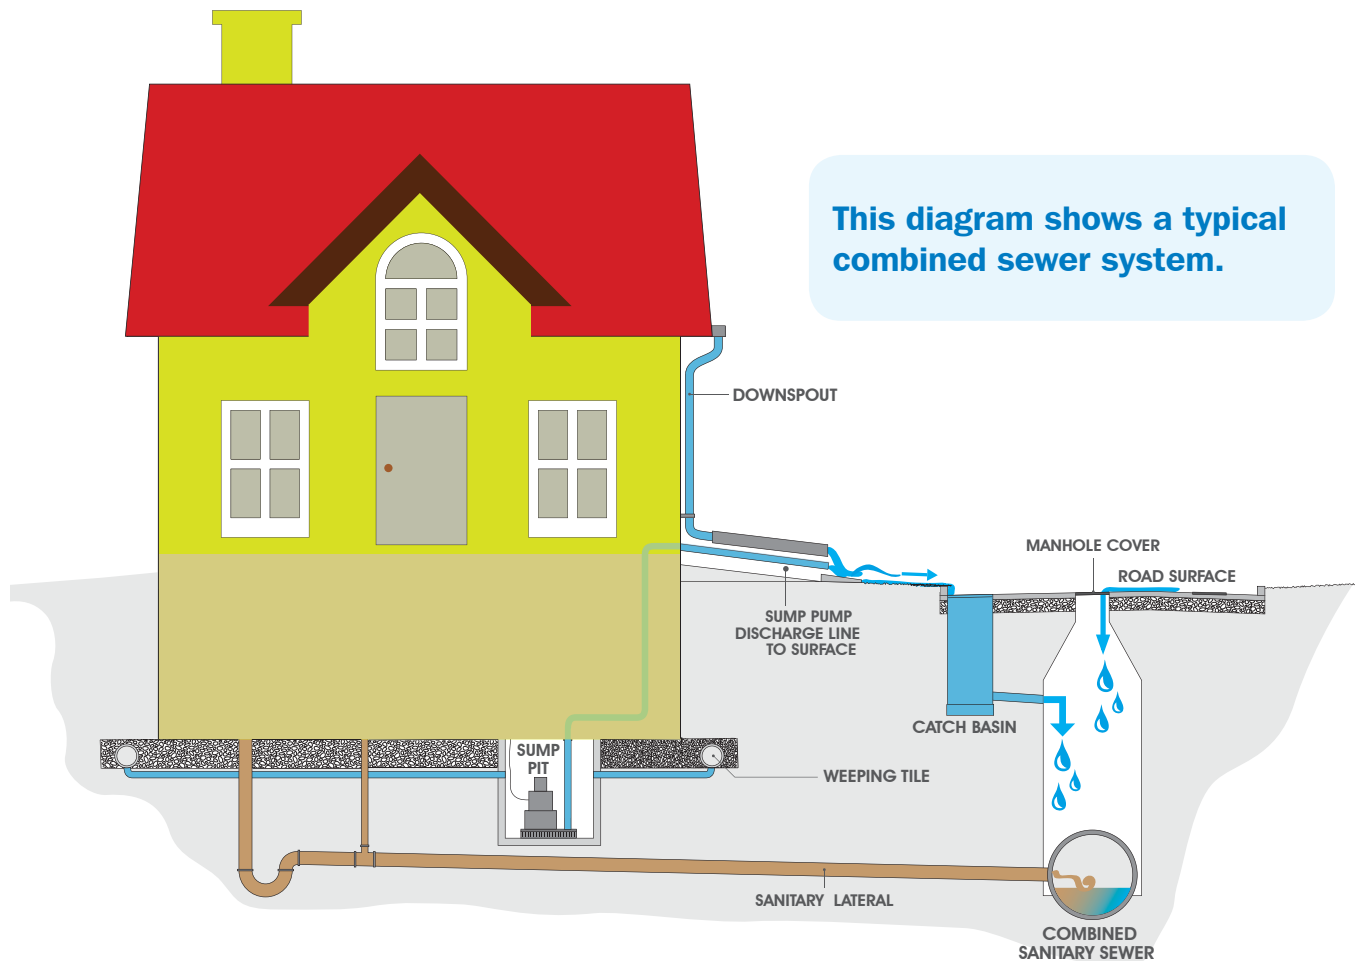 This diagram shows a typical
combined sewer system.
DOWNSPOUT
MANHOLE COVER
ROAD SURFACE
SUMP PUMP
DISCHARGE LINE
TO SURFACE
CATCH BASIN
SUMP
PIT
WEEPING TILE
SANITARY LATERAL
COMBINED
SANITARY SEWER